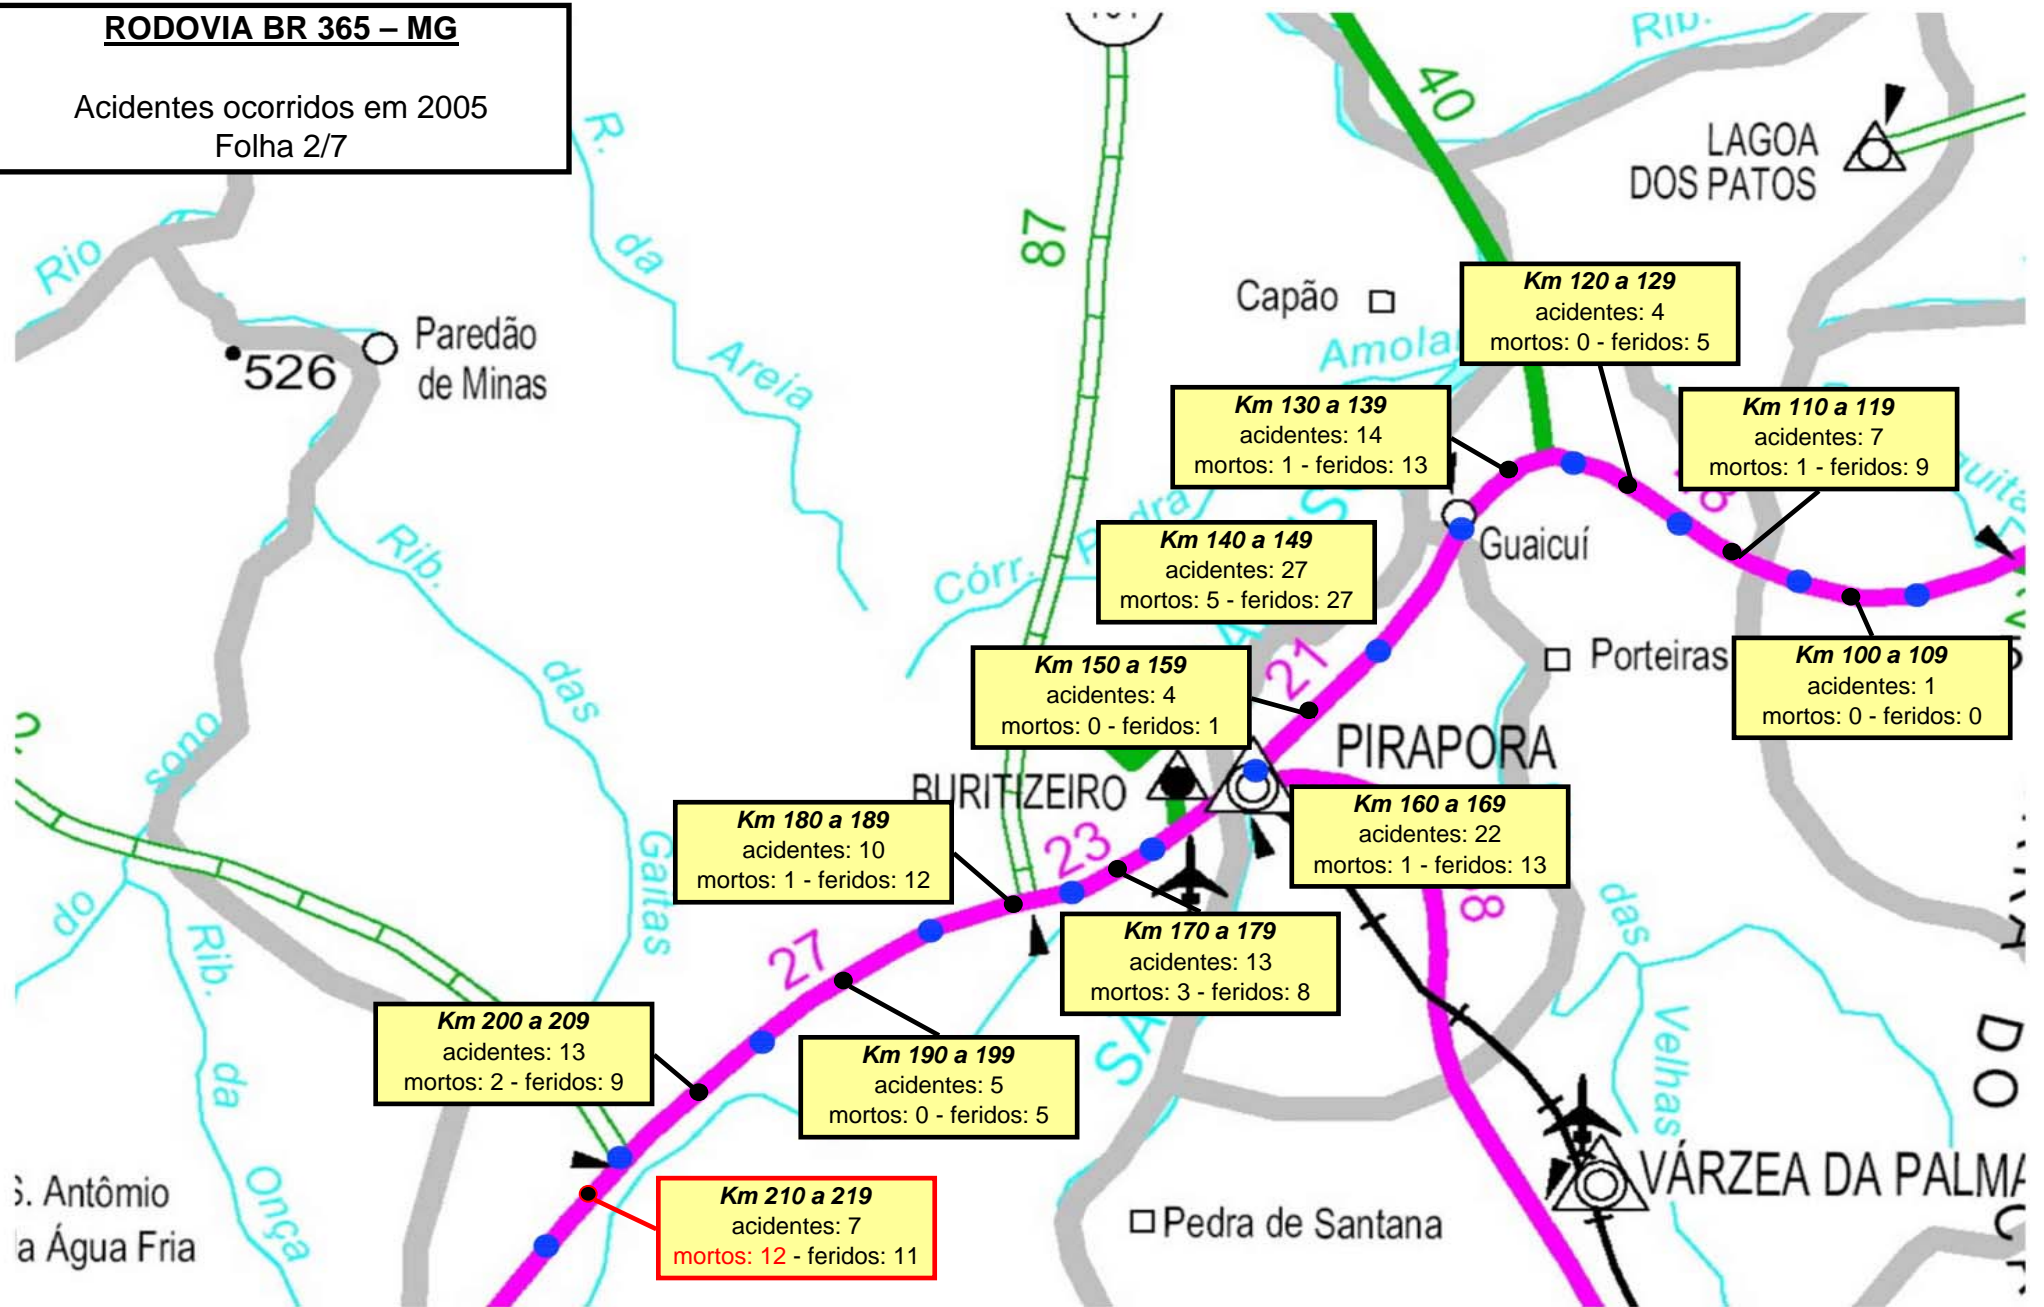 RODOVIA BR 365 – MG
Acidentes ocorridos em 2005
Folha 2/7
Rib.
40
R.
LAGOA
DOS PATOS
da
87
Rio
Capão
Km 120 a 129
acidentes: 4
mortos: 0 - feridos: 5
Paredão
de Minas
526
Areia
Km 130 a 139
acidentes: 14
mortos: 1 - feridos: 13
Km 110 a 119
acidentes: 7
mortos: 1 - feridos: 9
Rib.
Córr.
Km 140 a 149
acidentes: 27
mortos: 5 - feridos: 27
Guaicuí
das
Km 150 a 159
acidentes: 4
mortos: 0 - feridos: 1
21
Porteiras
Km 100 a 109
acidentes: 1
mortos: 0 - feridos: 0
sono
PIRAPORA
BURITIZEIRO
Km 180 a 189
acidentes: 10
mortos: 1 - feridos: 12
23
Km 160 a 169
acidentes: 22
mortos: 1 - feridos: 13
Gaitas
do
Rib.
27
das
Km 170 a 179
acidentes: 13
mortos: 3 - feridos: 8
Km 200 a 209
acidentes: 13
mortos: 2 - feridos: 9
Km 190 a 199
acidentes: 5
mortos: 0 - feridos: 5
da
Velhas
DO
Onça
S. Antômio
a Água Fria
Km 210 a 219
acidentes: 7
mortos: 12 - feridos: 11
Pedra de Santana
VÁRZEA DA PALMA